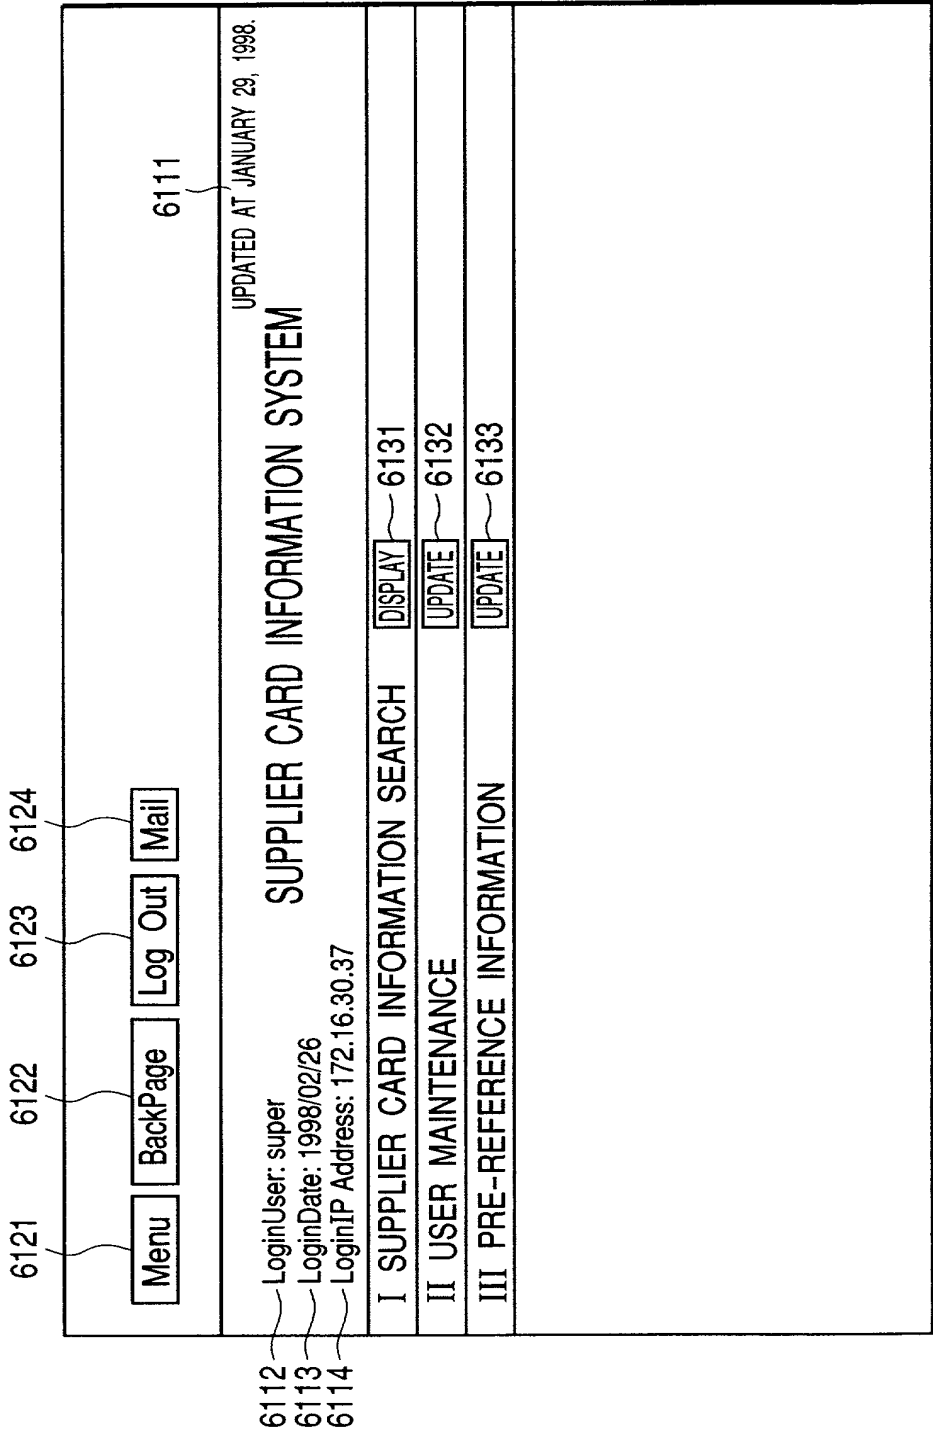 6121 6122 6123 6124
Menu BackPage Log Out Mail
6111
UPDATED AT JANUARY 29, 1998.
6112 LoginUser: super
SUPPLIER CARD INFORMATION SYSTEM
6113 LoginDate: 1998/02/26
6114 LoginIP Address: 172.16.30.37
I SUPPLIER CARD INFORMATION SEARCH DISPLAY 6131
II USER MAINTENANCE UPDATE 6132
III PRE-REFERENCE INFORMATION UPDATE 6133